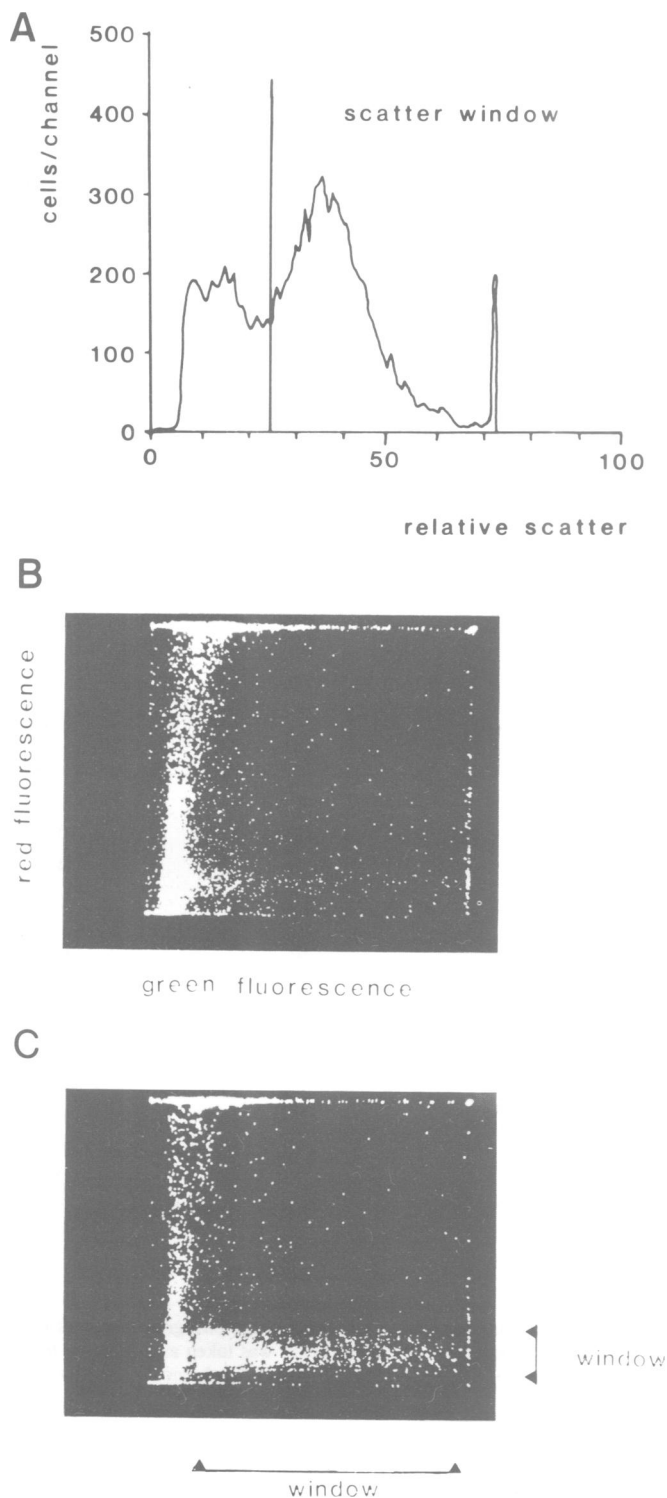 A
cells/channel
500
400
300
200
100
0
scatter window
0
50
100
relative scatter
B
red fluorescence
green fluorescence
C
window
window